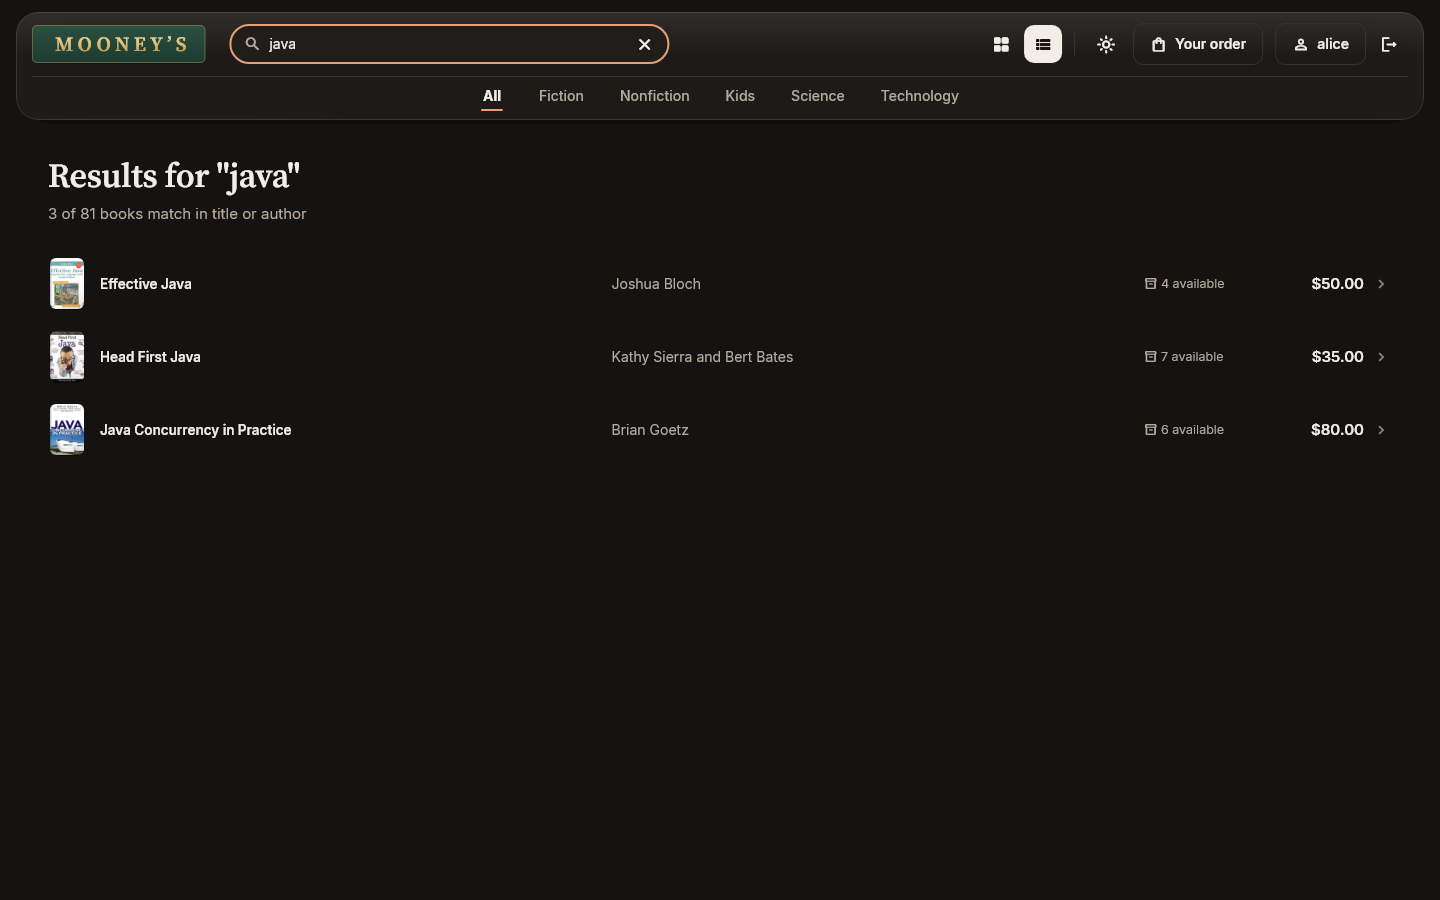 MOONEY'S
java
Your order
alice
All
Fiction
Nonfiction
Kids
Science
Technology
Results for "java"
3 of 81 books match in title or author
Effective Java
Joshua Bloch
4 available
$50.00
Head First Java
Kathy Sierra and Bert Bates
7 available
$35.00
JAVA
Java Concurrency in Practice
Brian Goetz
6 available
$80.00